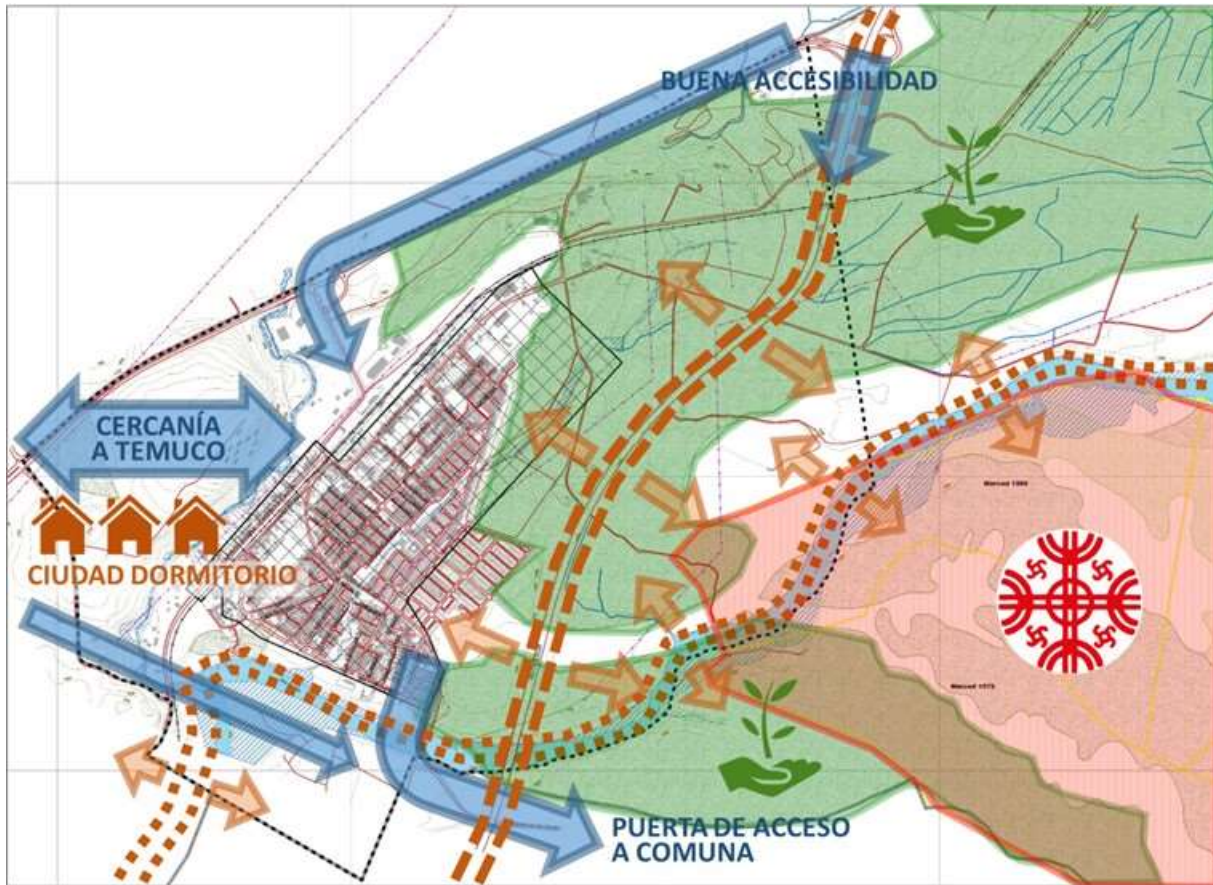 BUENA ACCESIBILIDAD
CERCANÍA
A TEMUCO
CIUDAD DORMITORIO
PUERTA DE ACCESO
A COMUNA